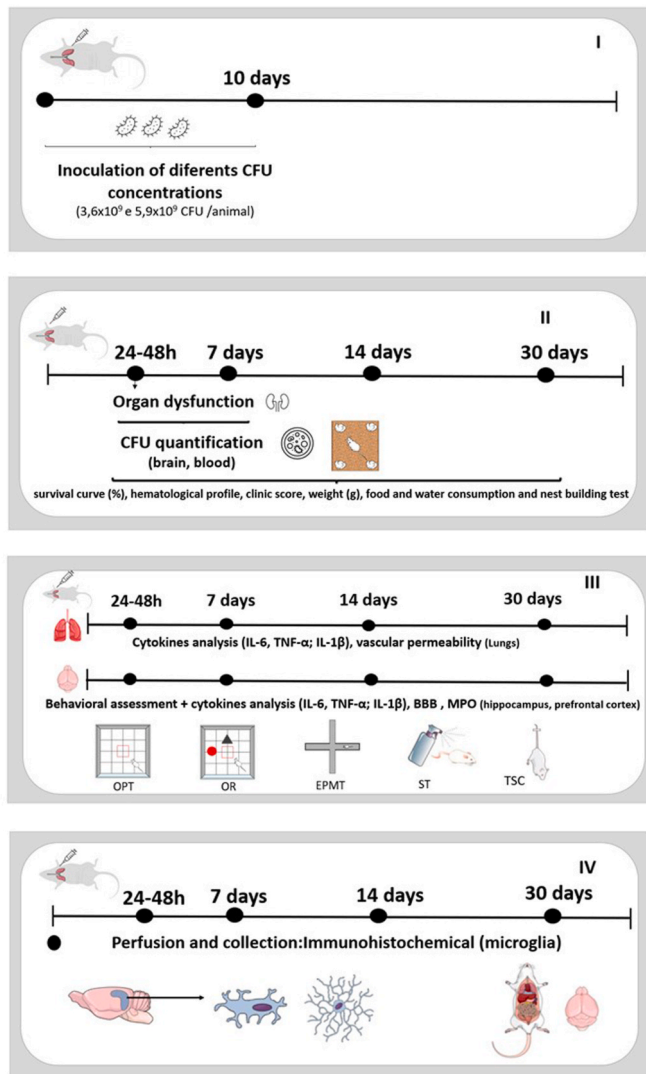 I
10 days
Inoculation of diferents CFU
concentrations
(3,6x10⁹ e 5,9x10⁹ CFU /animal)
II
24-48h 7 days 14 days 30 days
Organ dysfunction
CFU quantification
(brain, blood)
survival curve (%), hematological profile, clinic score, weight (g), food and water consumption and nest building test
III
24-48h 7 days 14 days 30 days
Cytokines analysis (IL-6, TNF-α; IL-1β), vascular permeability (Lungs)
Behavioral assessment + cytokines analysis (IL-6, TNF-α; IL-1β), BBB , MPO (hippocampus, prefrontal cortex)
OPT OR EPMT ST TSC
IV
24-48h 7 days 14 days 30 days
Perfusion and collection:Immunohistochemical (microglia)